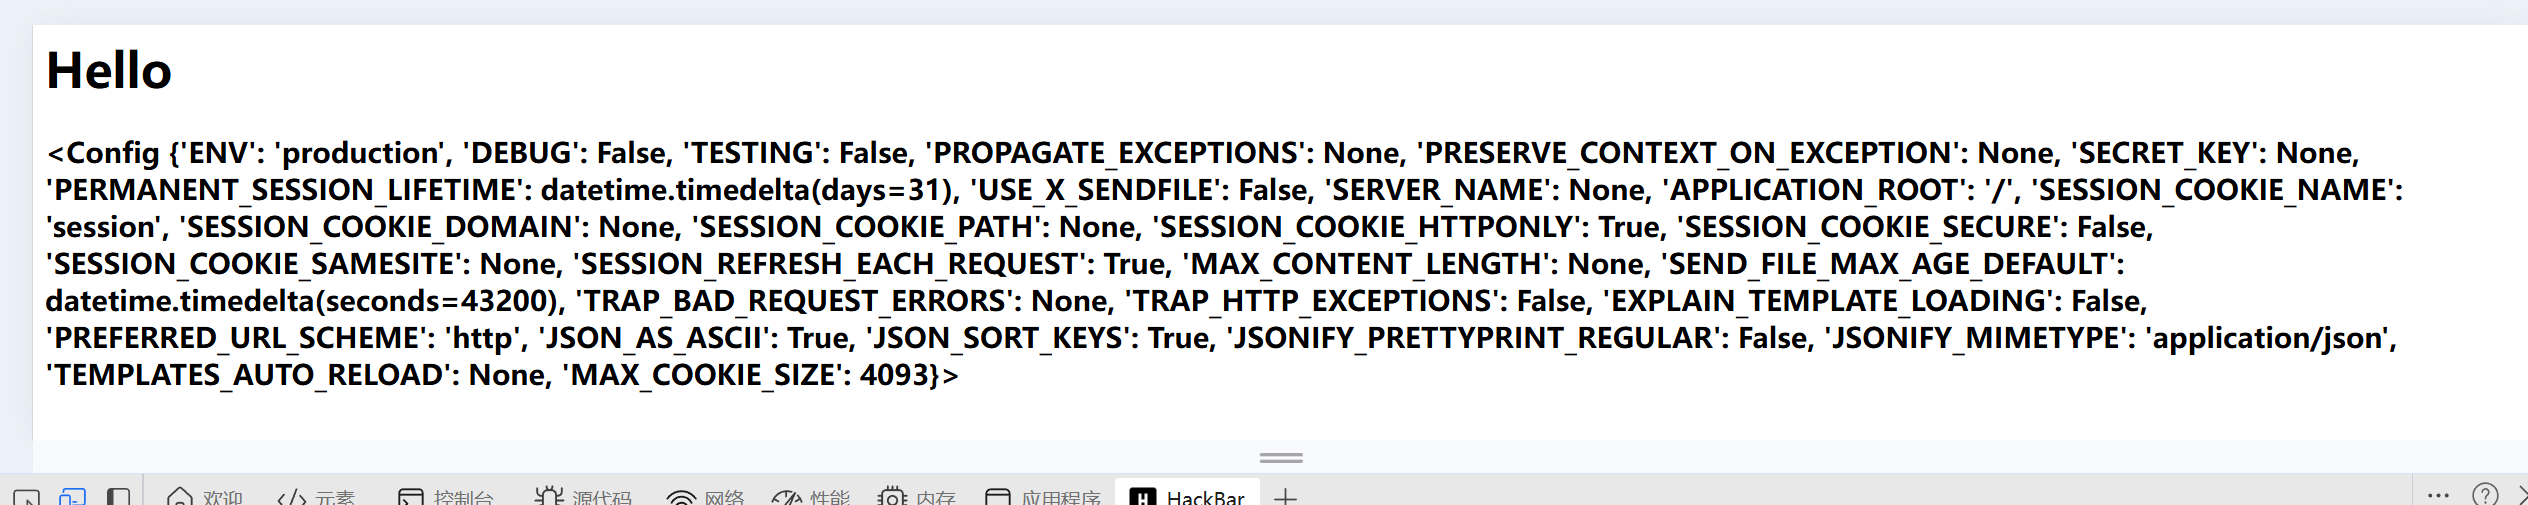 Hello
<Config {'ENV': 'production', 'DEBUG': False, 'TESTING': False, 'PROPAGATE_EXCEPTIONS': None, 'PRESERVE_CONTEXT_ON_EXCEPTION': None, 'SECRET_KEY': None,
'PERMANENT_SESSION_LIFETIME': datetime.timedelta(days=31), 'USE_X_SENDFILE': False, 'SERVER_NAME': None, 'APPLICATION_ROOT': '/', 'SESSION_COOKIE_NAME':
'session', 'SESSION_COOKIE_DOMAIN': None, 'SESSION_COOKIE_PATH': None, 'SESSION_COOKIE_HTTPONLY': True, 'SESSION_COOKIE_SECURE': False,
'SESSION_COOKIE_SAMESITE': None, 'SESSION_REFRESH_EACH_REQUEST': True, 'MAX_CONTENT_LENGTH': None, 'SEND_FILE_MAX_AGE_DEFAULT':
datetime.timedelta(seconds=43200), 'TRAP_BAD_REQUEST_ERRORS': None, 'TRAP_HTTP_EXCEPTIONS': False, 'EXPLAIN_TEMPLATE_LOADING': False,
'PREFERRED_URL_SCHEME': 'http', 'JSON_AS_ASCII': True, 'JSON_SORT_KEYS': True, 'JSONIFY_PRETTYPRINT_REGULAR': False, 'JSONIFY_MIMETYPE': 'application/json',
'TEMPLATES_AUTO_RELOAD': None, 'MAX_COOKIE_SIZE': 4093}>
欢迎 元素 控制台 源代码 网络 性能 内存 应用程序 HackBar